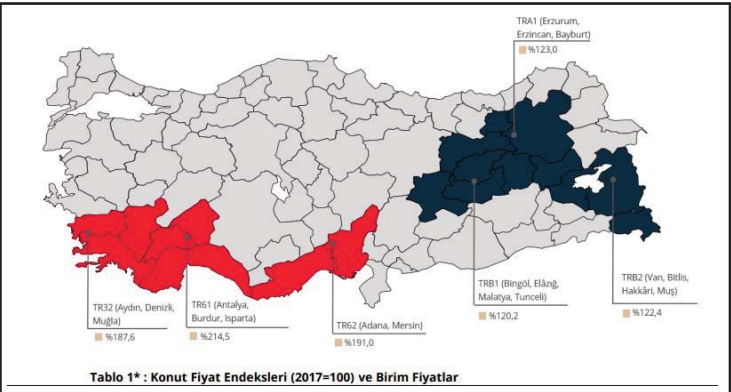 TRA1 (Erzurum,
Erzincan, Bayburt)
%123,0
TR32 (Aydın, Denizli,
Muğla)
%187,6
TR61 (Antalya,
Burdur, Isparta)
%214,5
TR62 (Adana, Mersin)
%191,0
TRB1 (Bingöl, Elâzığ,
Malatya, Tunceli)
%120,2
TRB2 (Van, Bitlis,
Hakkâri, Muş)
%122,4
Tablo 1* : Konut Fiyat Endeksleri (2017=100) ve Birim Fiyatlar